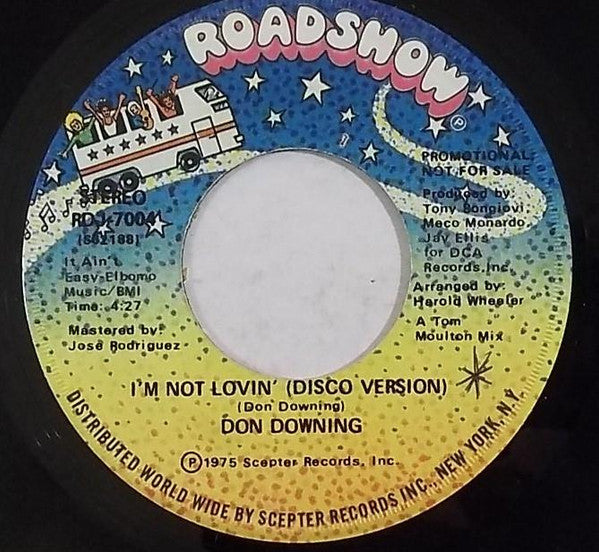 ROADSHOW
℗
STEREO
RDJ-7004
(S02188)
It Ain't
Easy-Elbomo
Music/BMI
Time: 4:27
Mastered by:
José Rodriguez
PROMOTIONAL
NOT FOR SALE
Produced by:
Tony Bongiovi
Meco Monardo
Jay Ellis
for DCA
Records, Inc.
Arranged by:
Harold Wheeler
A Tom
Moulton Mix
I'M NOT LOVIN' (DISCO VERSION)
(Don Downing)
DON DOWNING
℗1975 Scepter Records, Inc.
DISTRIBUTED WORLD WIDE BY SCEPTER RECORDS INC., NEW YORK, N.Y.